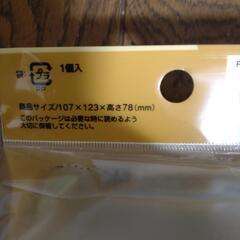 袋:
プラ
PP
1個入
商品サイズ/107×123×高さ78(mm)
このパッケージは必要な時に読めるよう
大切に保管してください。